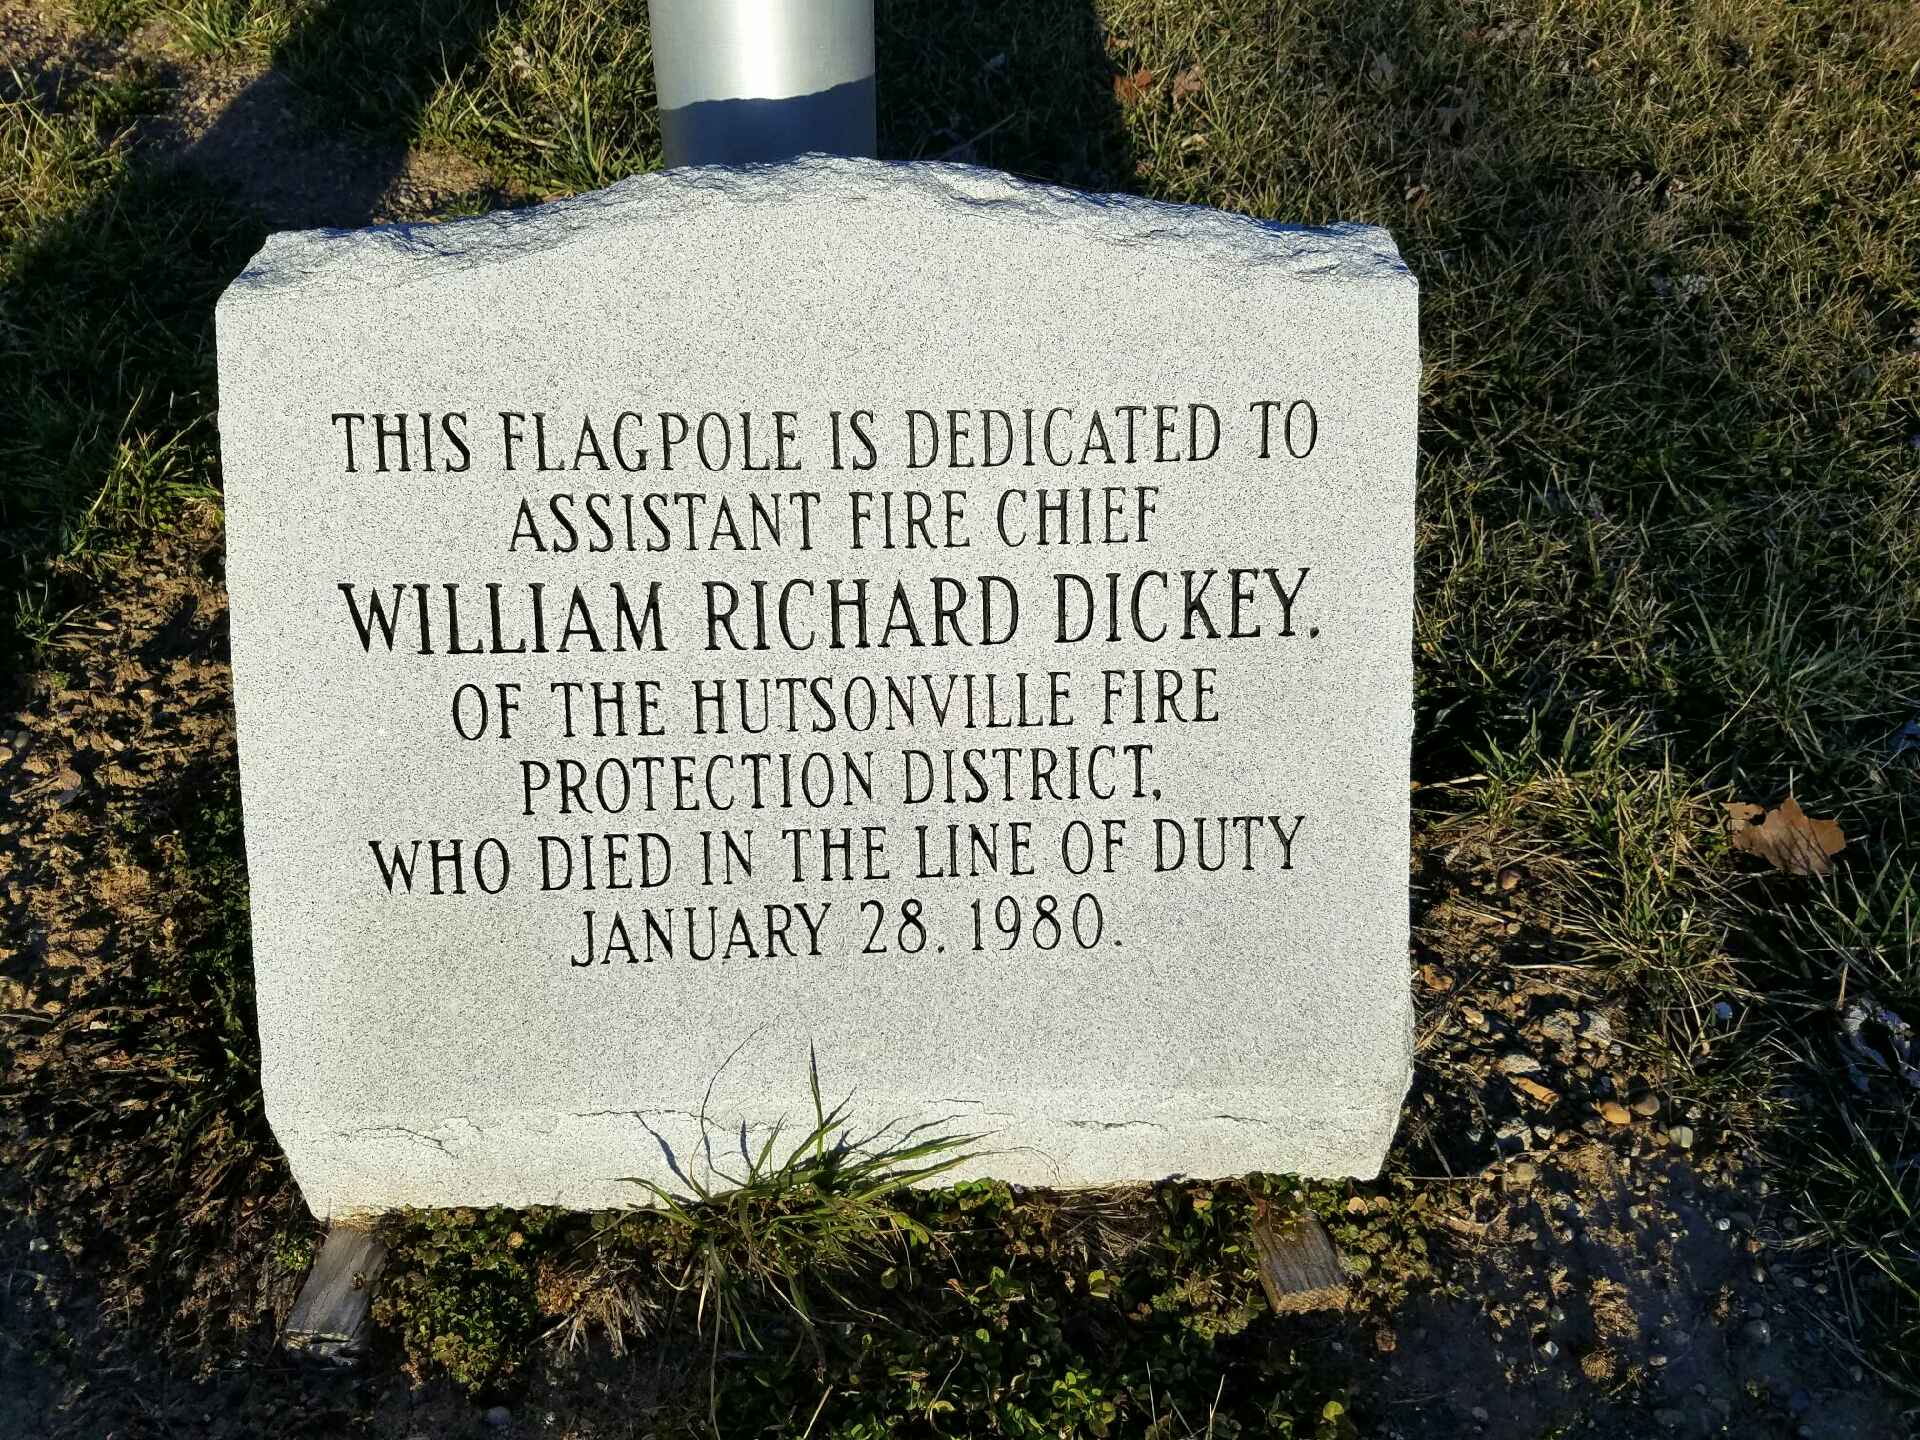 THIS FLAGPOLE IS DEDICATED TO
ASSISTANT FIRE CHIEF
WILLIAM RICHARD DICKEY,
OF THE HUTSONVILLE FIRE
PROTECTION DISTRICT,
WHO DIED IN THE LINE OF DUTY
JANUARY 28, 1980.